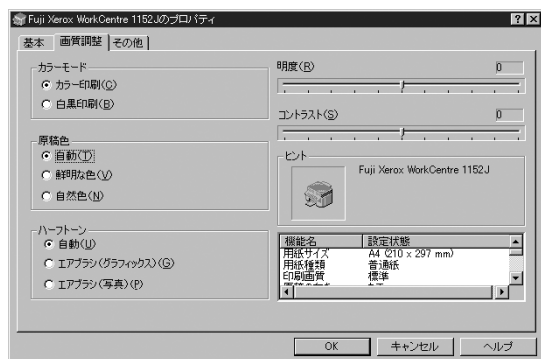 Fuji Xerox WorkCentre 1152Jのプロパティ
基本 画質調整 その他
カラーモード
カラー印刷(C)
白黒印刷(B)
原稿色
自動(T)
鮮明な色(V)
自然色(N)
ハーフトーン
自動(U)
エアブラシ(グラフィックス)(G)
エアブラシ(写真)(P)
明度(R) 0
コントラスト(S) 0
ヒント
Fuji Xerox WorkCentre 1152J
機能名 設定状態
用紙サイズ A4 (210 x 297 mm)
用紙種類 普通紙
印刷画質 標準
OK キャンセル ヘルプ